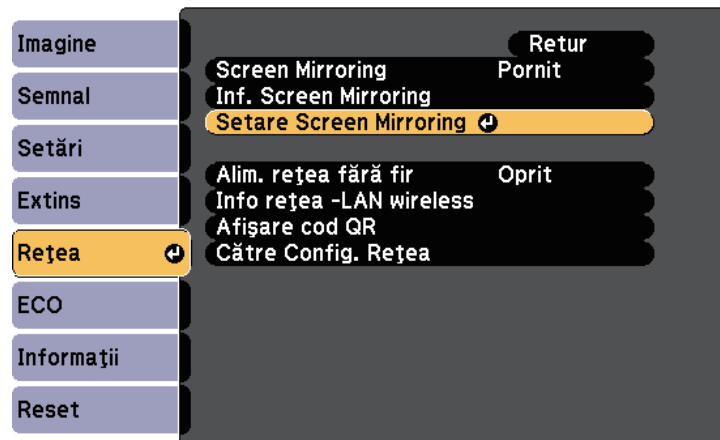 Imagine
Semnal
Setări
Extins
Reţea
ECO
Informaţii
Reset
Retur
Screen Mirroring Pornit
Inf. Screen Mirroring
Setare Screen Mirroring
Alim. reţea fără fir Oprit
Info reţea -LAN wireless
Afişare cod QR
Către Config. Reţea